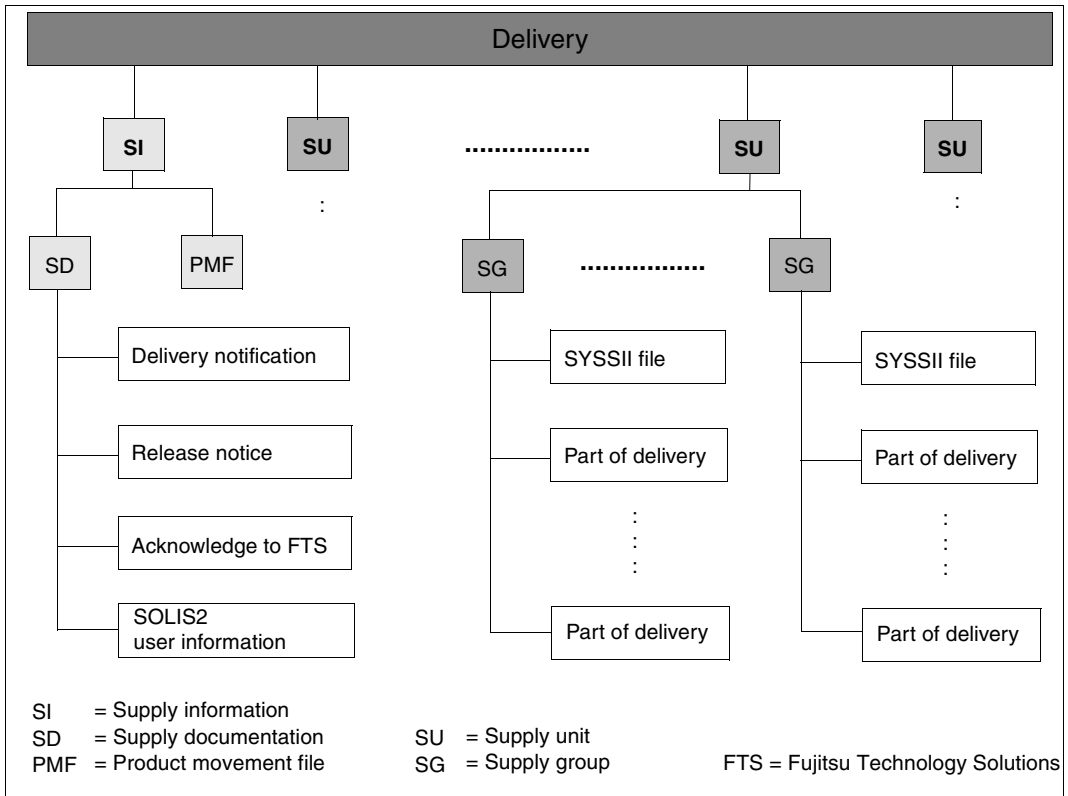 Delivery
SI
SU
.................
SU
SU
:
:
SD
PMF
SG
.................
SG
Delivery notification
SYSSII file
SYSSII file
Release notice
Part of delivery
Part of delivery
:
:
:
:
:
:
Acknowledge to FTS
SOLIS2
user information
Part of delivery
Part of delivery
SI = Supply information
SD = Supply documentation
SU = Supply unit
PMF = Product movement file
SG = Supply group
FTS = Fujitsu Technology Solutions